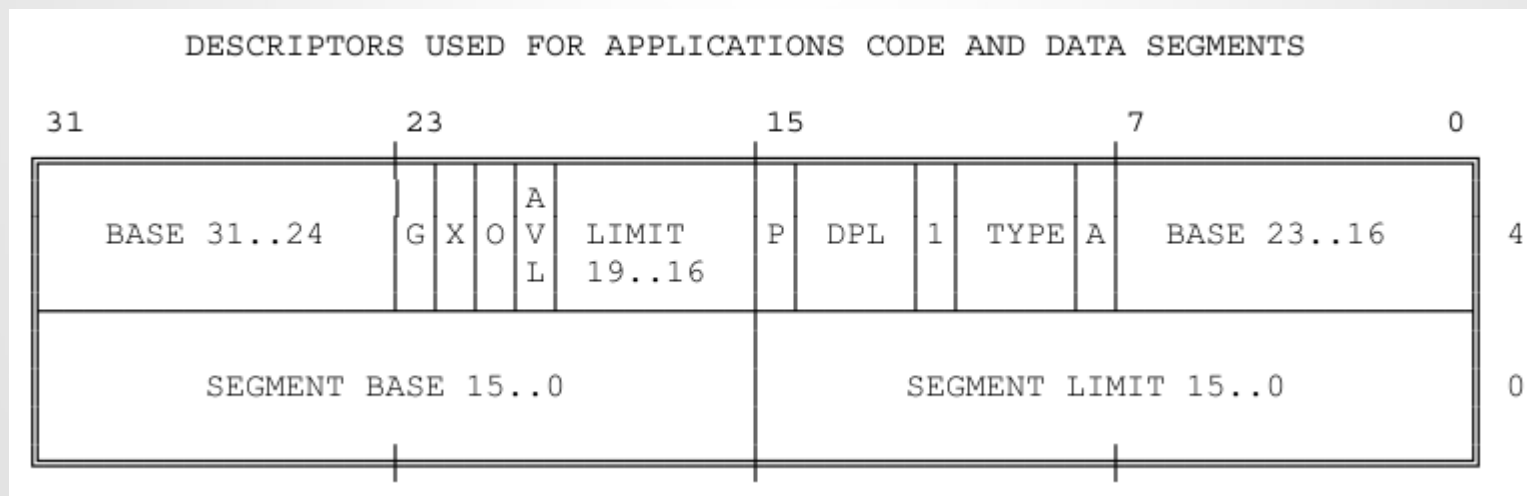 DESCRIPTORS USED FOR APPLICATIONS CODE AND DATA SEGMENTS
31 23 15 7 0
BASE 31..24 G X O AVL LIMIT 19..16 P DPL 1 TYPE A BASE 23..16 4
SEGMENT BASE 15..0 SEGMENT LIMIT 15..0 0